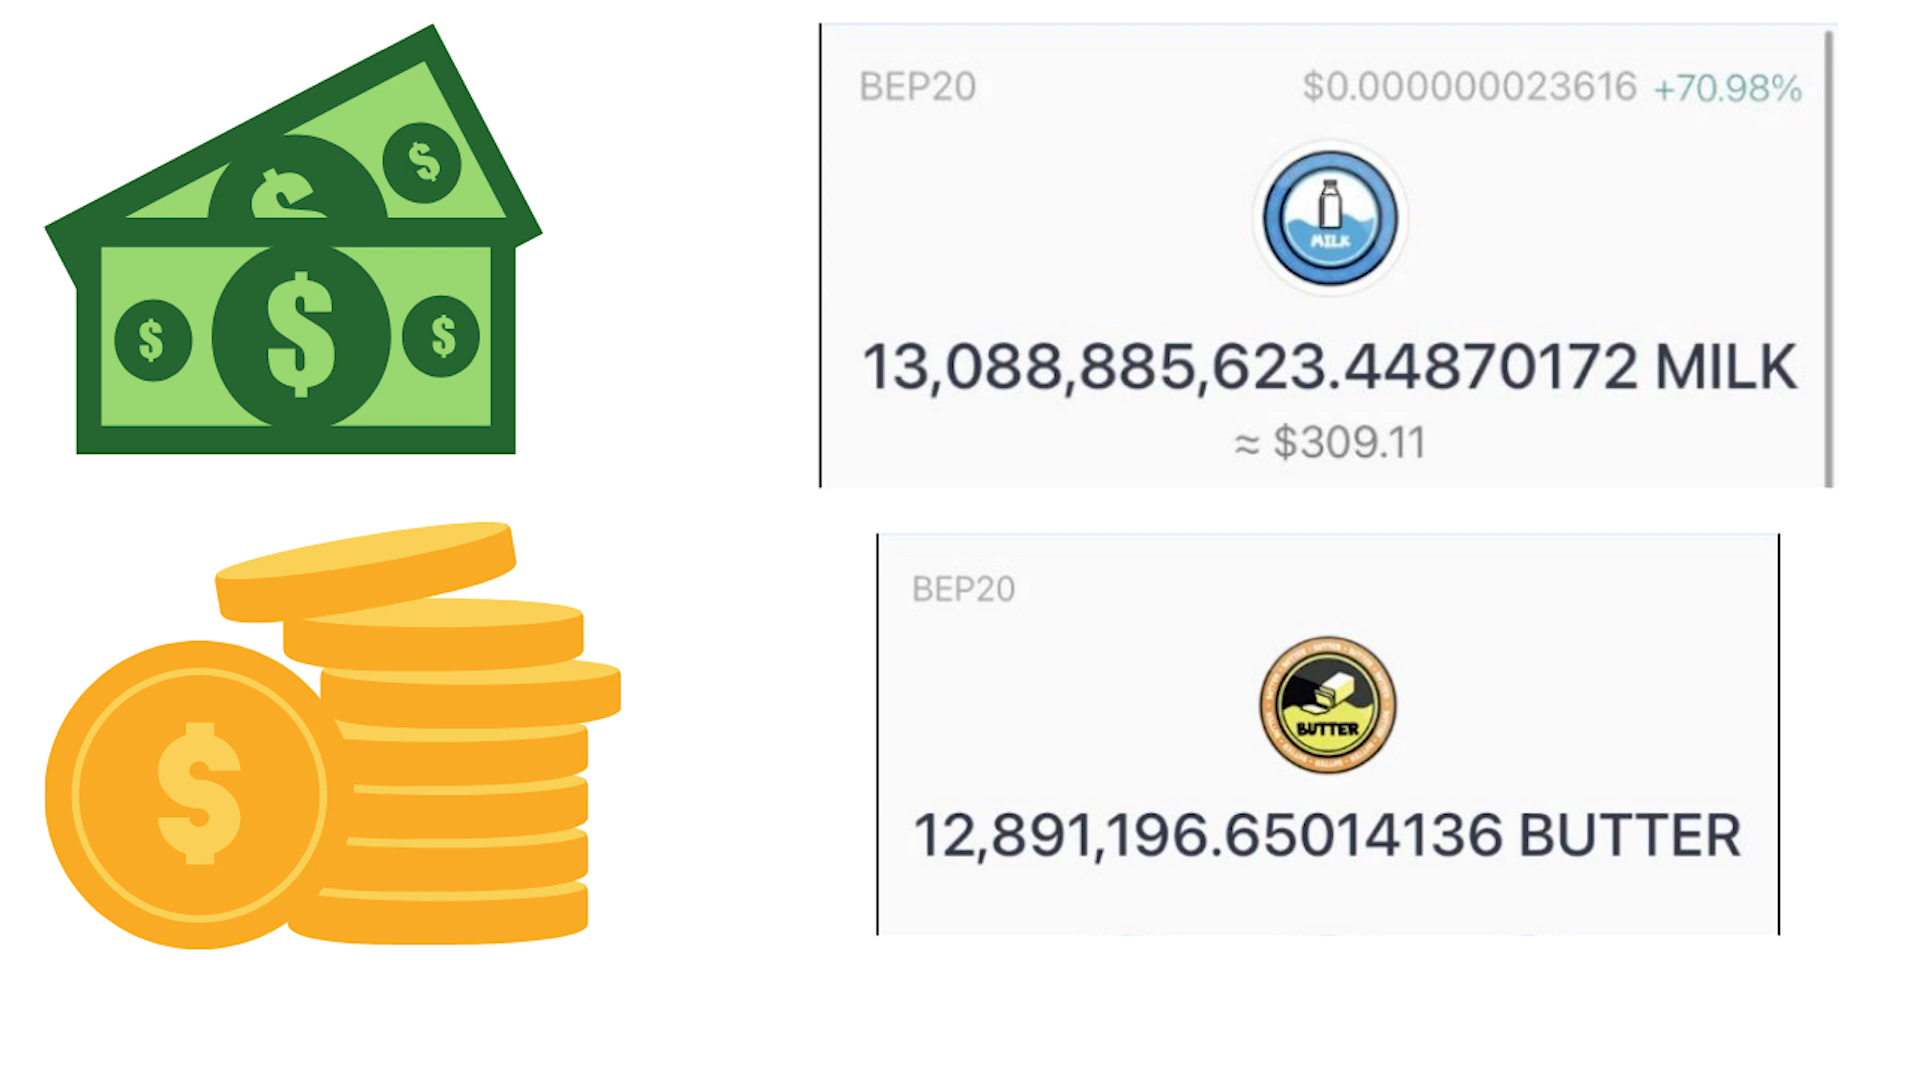 $
$
$
$
$
BEP20
$0.000000023616 +70.98%
MILK
13,088,885,623.44870172 MILK
≈ $309.11
$
BEP20
BUTTER
12,891,196.65014136 BUTTER